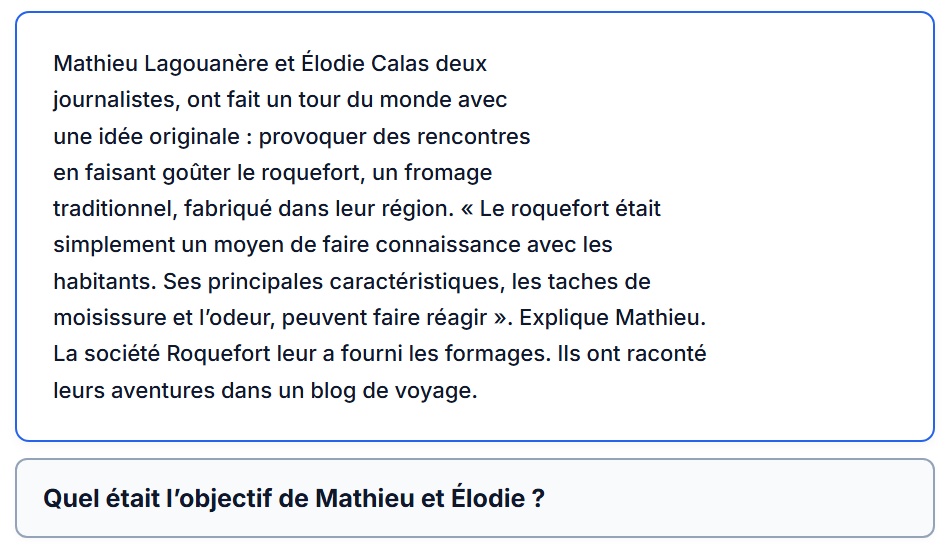 Mathieu Lagouanère et Élodie Calas deux
journalistes, ont fait un tour du monde avec
une idée originale : provoquer des rencontres
en faisant goûter le roquefort, un fromage
traditionnel, fabriqué dans leur région. « Le roquefort était
simplement un moyen de faire connaissance avec les
habitants. Ses principales caractéristiques, les taches de
moisissure et l’odeur, peuvent faire réagir ». Explique Mathieu.
La société Roquefort leur a fourni les formages. Ils ont raconté
leurs aventures dans un blog de voyage.
Quel était l’objectif de Mathieu et Élodie ?